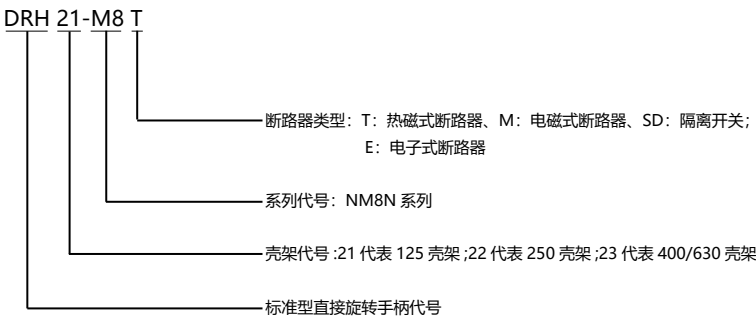 DRH 21-M8 T
断路器类型：T：热磁式断路器、M：电磁式断路器、SD：隔离开关；
E：电子式断路器
系列代号：NM8N 系列
壳架代号 :21 代表 125 壳架 ;22 代表 250 壳架 ;23 代表 400/630 壳架
标准型直接旋转手柄代号